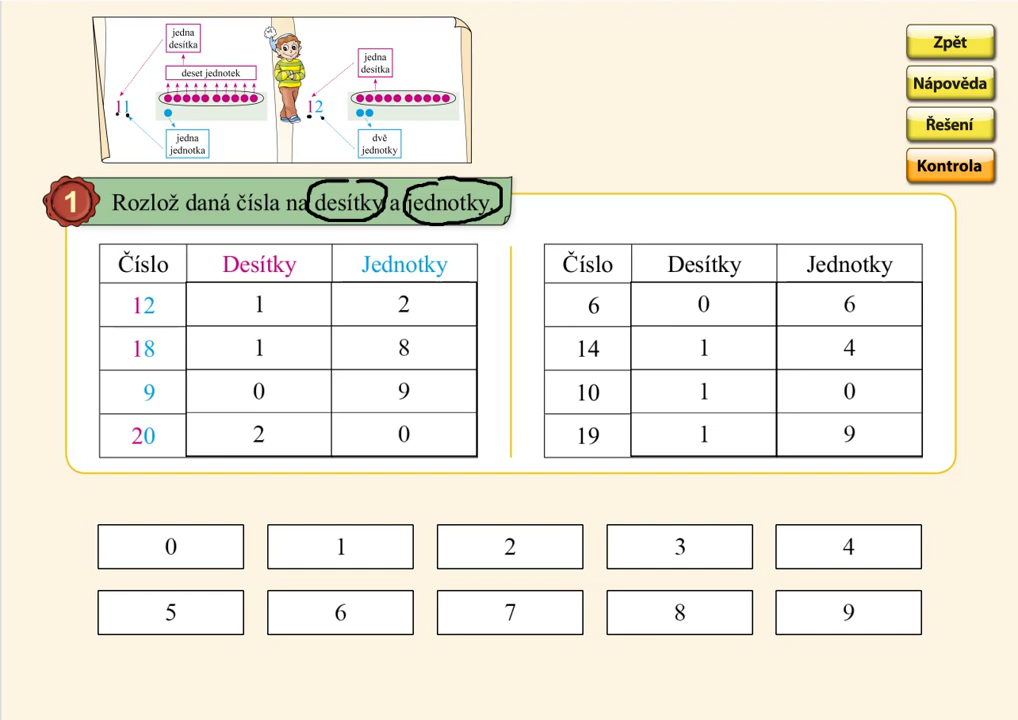 jedna
desítka
deset jednotek
11
jedna
jednotka
jedna
desítka
12
dvě
jednotky
Zpět
Nápověda
Řešení
Kontrola
1 Rozlož daná čísla na desítky a jednotky.
Číslo Desítky Jednotky
12 1 2
18 1 8
9 0 9
20 2 0
Číslo Desítky Jednotky
6 0 6
14 1 4
10 1 0
19 1 9
0 1 2 3 4
5 6 7 8 9